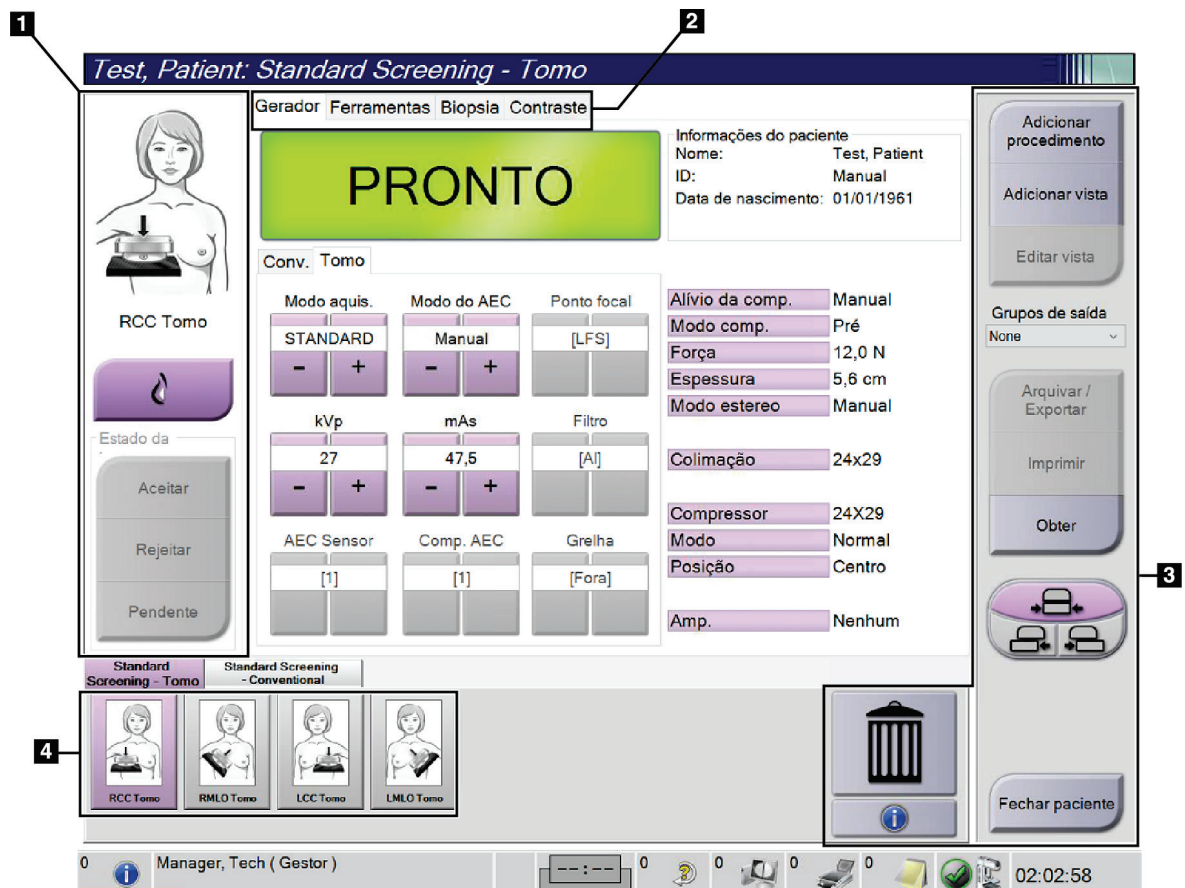 1
2
Test, Patient: Standard Screening - Tomo
Gerador Ferramentas Biopsia Contraste
RCC Tomo
Estado da
Aceitar
Rejeitar
Pendente
PRONTO
Informações do paciente
Nome: Test, Patient
ID: Manual
Data de nascimento: 01/01/1961
Conv. Tomo
Modo aquis. Modo do AEC Ponto focal
STANDARD Manual [LFS]
- + - +
kVp mAs Filtro
27 47,5 [Al]
- + - +
AEC Sensor Comp. AEC Grelha
[1] [1] [Fora]
Alívio da comp. Manual
Modo comp. Pré
Força 12,0 N
Espessura 5,6 cm
Modo estereo Manual
Colimação 24x29
Compressor 24X29
Modo Normal
Posição Centro
Amp. Nenhum
Adicionar
procedimento
Adicionar vista
Editar vista
Grupos de saída
None
Arquivar /
Exportar
Imprimir
Obter
3
Standard
Screening - Tomo
Standard Screening
- Conventional
4
RCC Tomo RMLO Tomo LCC Tomo LMLO Tomo
i
Fechar paciente
0 i Manager, Tech ( Gestor ) --:-- 0 ? 0 0 0 02:02:58